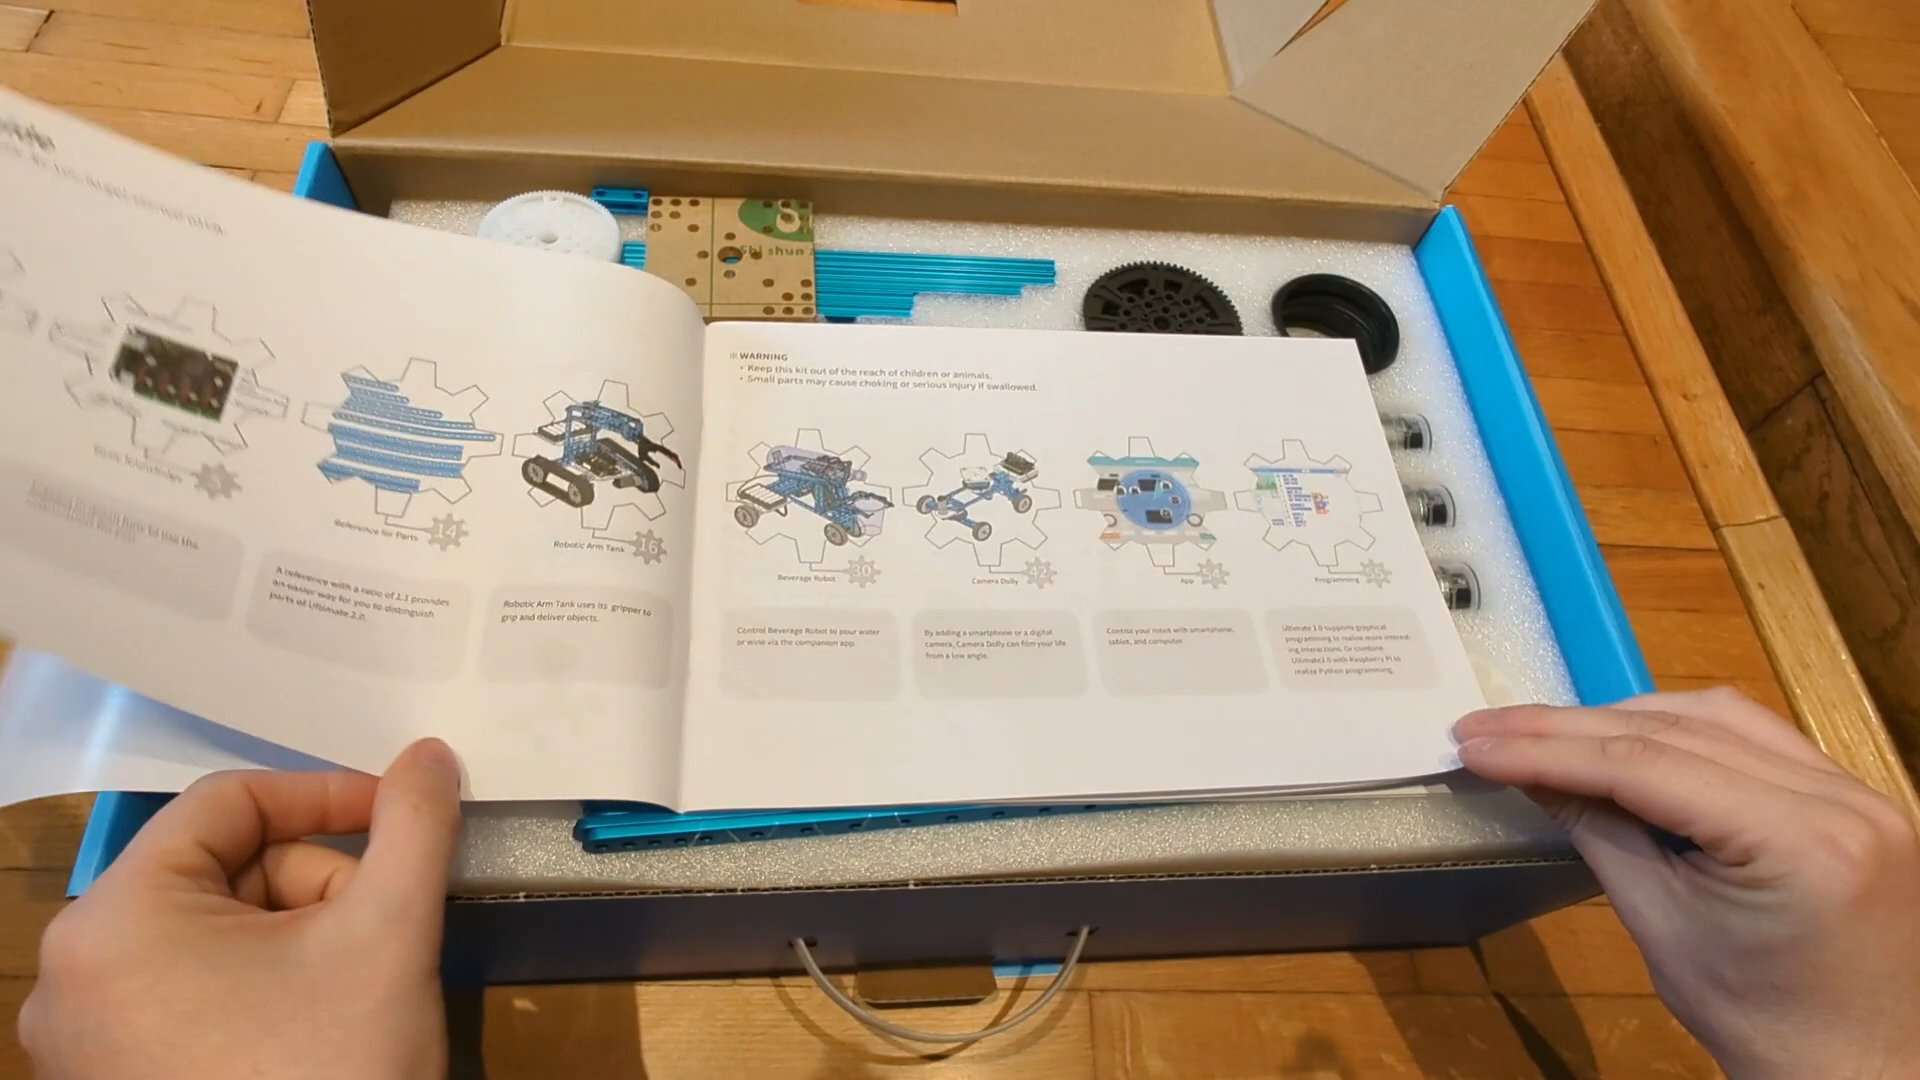 S
Shi shun
WARNING
• Keep this kit out of the reach of children or animals.
• Small parts may cause choking or serious injury if swallowed.
Reference for Parts 14
A reference with a ratio of 1:1 provides
an easier way for you to distinguish
parts of Ultimate 2.0.
Robotic Arm Tank 16
Robotic Arm Tank uses its gripper to
grip and deliver objects.
Beverage Robot 30
Control Beverage Robot to pour water
or wine via the companion app.
Camera Dolly
By adding a smartphone or a digital
camera, Camera Dolly can film your life
from a low angle.
App
Control your robot with smartphone,
tablet, and computer.
Programming
Ultimate 2.0 supports graphical
programming to realize more interest-
ing interactions. Or combine
Ultimate2.0 with Raspberry Pi to
realize Python programming.